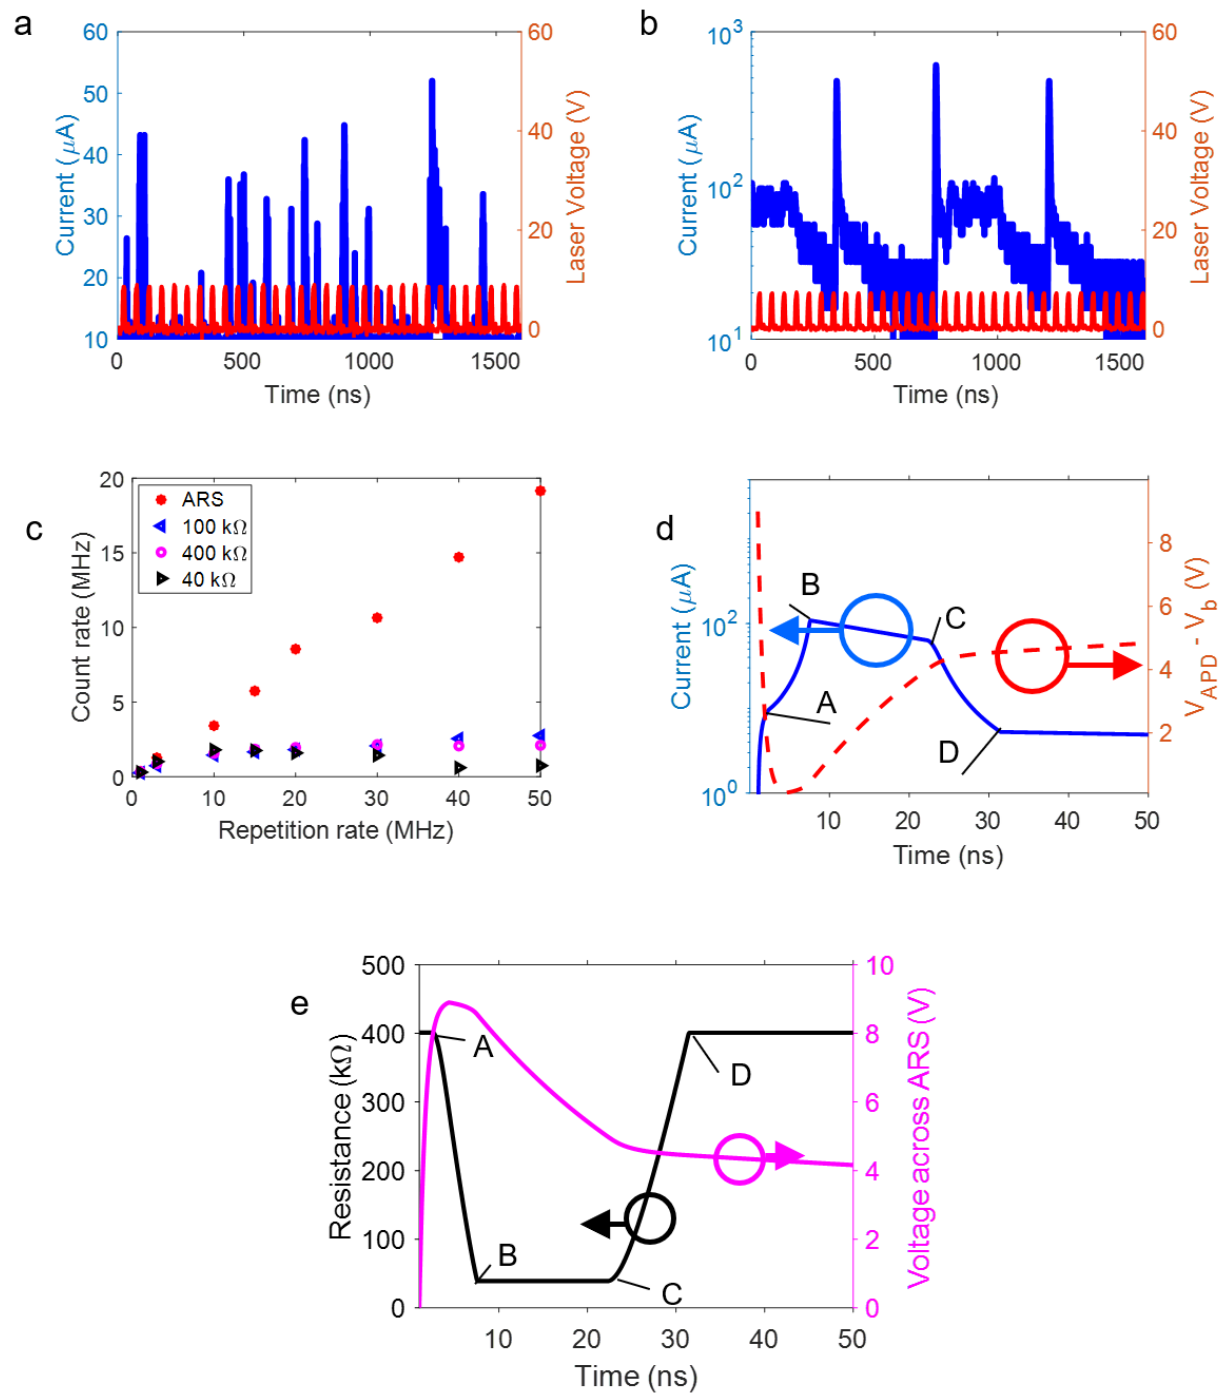 a
60
50
40
30
20
10
Current (μA)
60
40
20
0
Laser Voltage (V)
0
500
1000
1500
Time (ns)
b
10³
10²
10¹
Current (μA)
60
40
20
0
Laser Voltage (V)
0
500
1000
1500
Time (ns)
c
20
15
10
5
0
Count rate (MHz)
ARS
100 kΩ
400 kΩ
40 kΩ
0
10
20
30
40
50
Repetition rate (MHz)
d
10²
10⁰
Current (μA)
A
B
C
D
8
6
4
2
V_APD - V_b (V)
10
20
30
40
50
Time (ns)
e
500
400
300
200
100
0
Resistance (kΩ)
A
B
C
D
10
8
6
4
2
0
Voltage across ARS (V)
10
20
30
40
50
Time (ns)